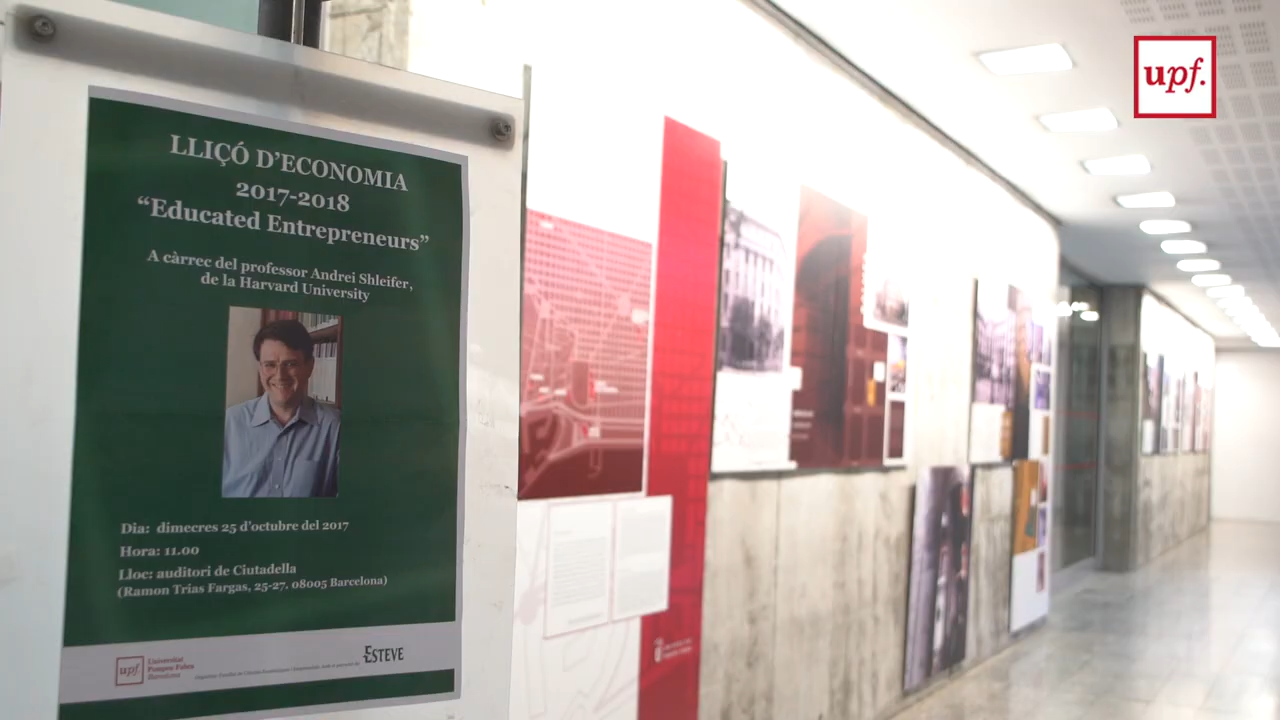 upf.
LLIÇÓ D’ECONOMIA
2017-2018
“Educated Entrepreneurs”
A càrrec del professor Andrei Shleifer,
de la Harvard University
Dia: dimecres 25 d’octubre del 2017
Hora: 11.00
Lloc: auditori de Ciutadella
(Ramon Trias Fargas, 25-27. 08005 Barcelona)
upf
Universitat
Pompeu Fabra
Barcelona
ESTEVE